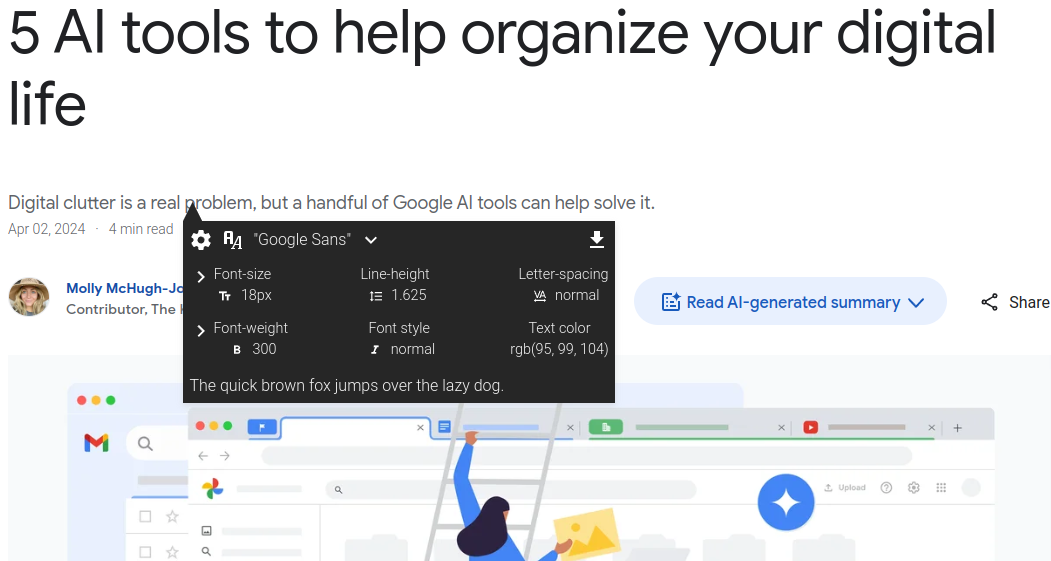 5 AI tools to help organize your digital
life
Digital clutter is a real problem, but a handful of Google AI tools can help solve it.
Apr 02, 2024 · 4 min read
"Google Sans"
Font-size Line-height Letter-spacing
18px 1.625 normal
Font-weight Font style Text color
B 300 I normal rgb(95, 99, 104)
The quick brown fox jumps over the lazy dog.
Molly McHugh-Jo
Contributor, The
Read AI-generated summary
Share
Upload